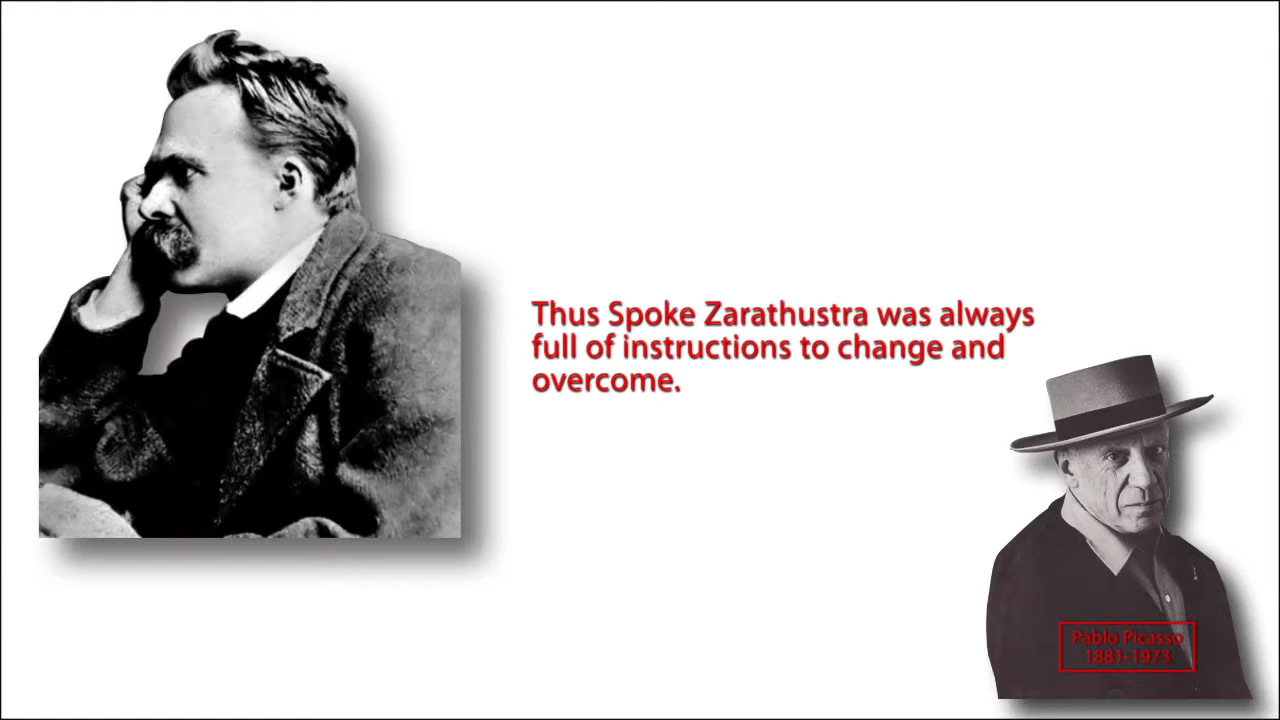 Thus Spoke Zarathustra was always
full of instructions to change and
overcome.
Pablo Picasso
1881-1973